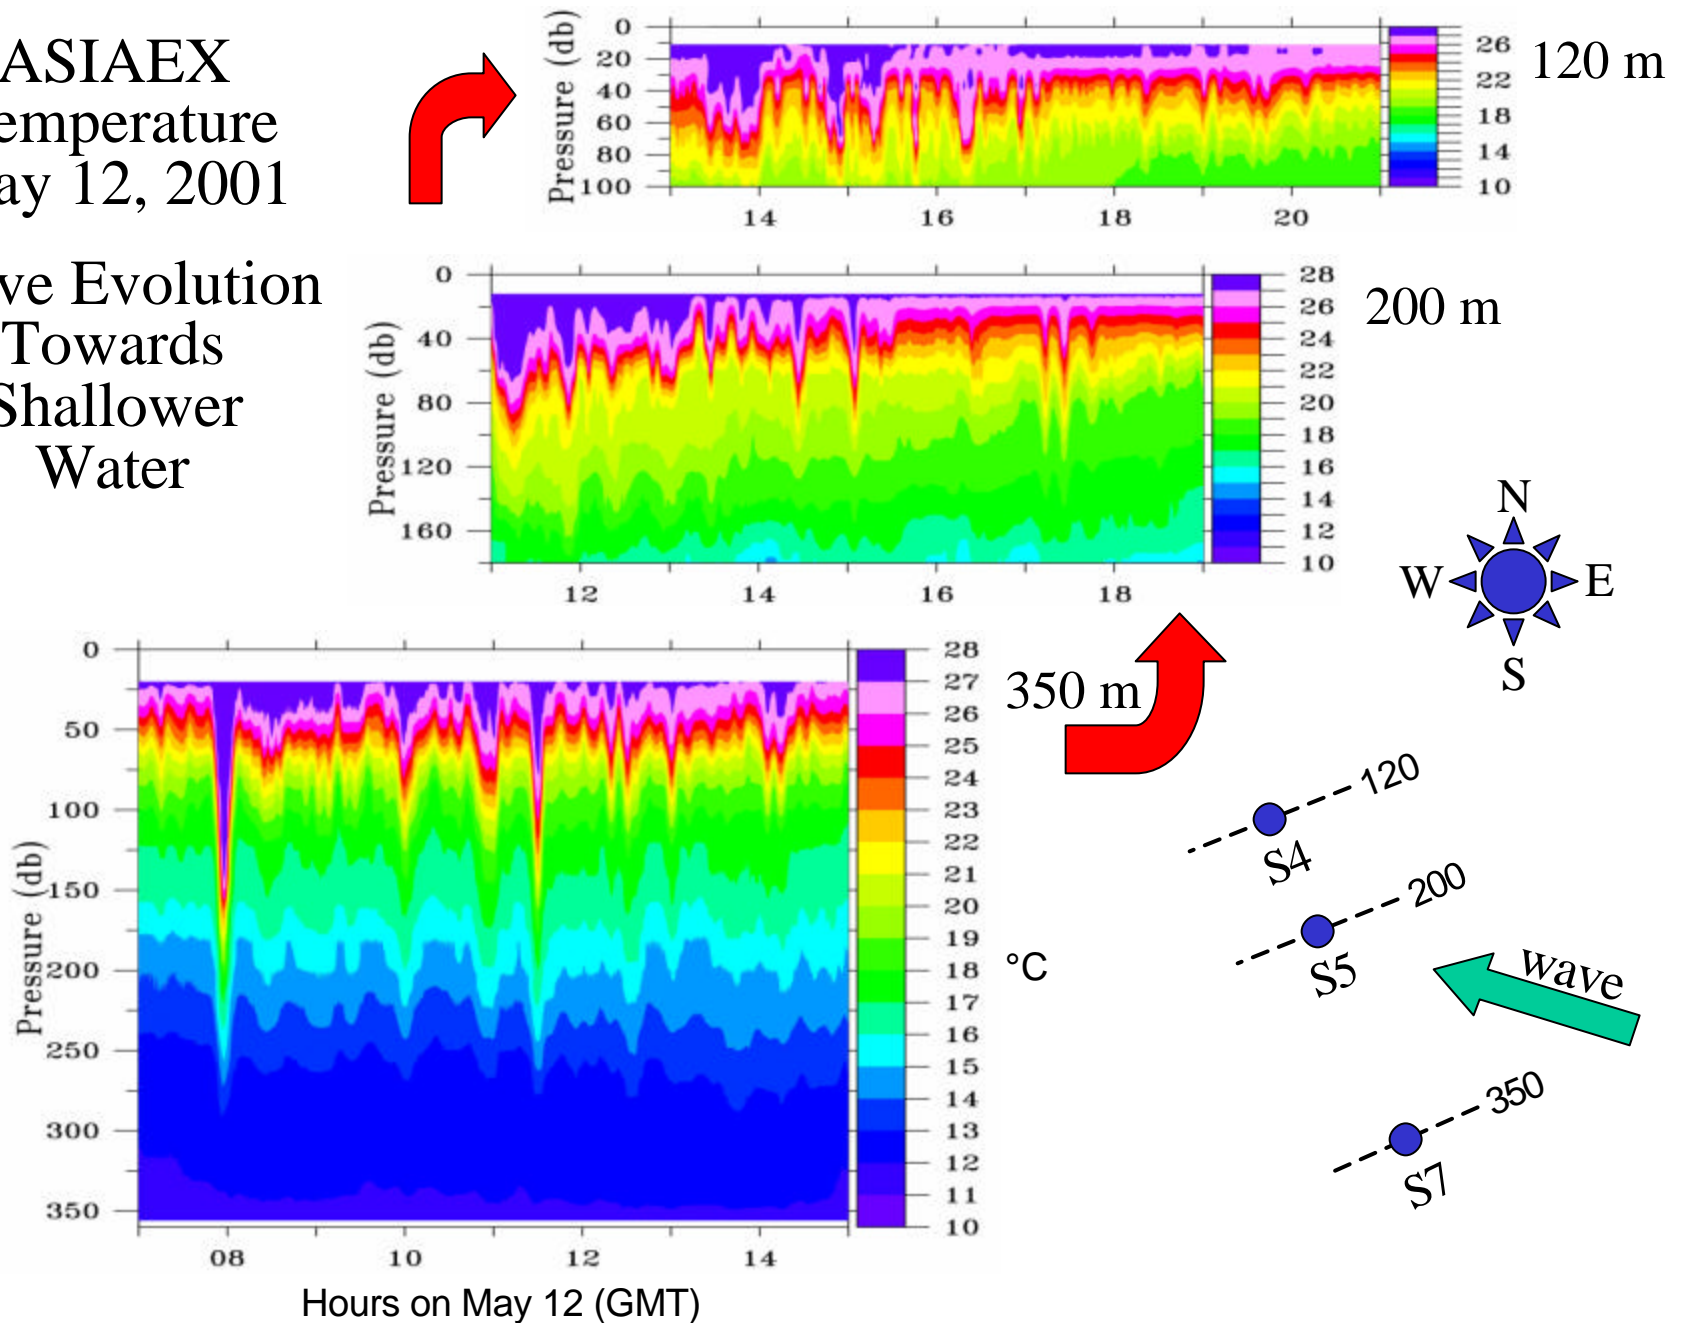 ASIAEX
emperature
ay 12, 2001
ve Evolution
Towards
Shallower
Water
Pressure (db)
0
20
40
60
80
100
14
16
18
20
26
22
18
14
10
120 m
Pressure (db)
0
40
80
120
160
12
14
16
18
28
26
24
22
20
18
16
14
12
10
200 m
Pressure (db)
0
50
100
150
200
250
300
350
08
10
12
14
Hours on May 12 (GMT)
28
27
26
25
24
23
22
21
20
19
18
17
16
15
14
13
12
11
10
350 m
°C
N
W
E
S
120
S4
200
S5
wave
350
S7